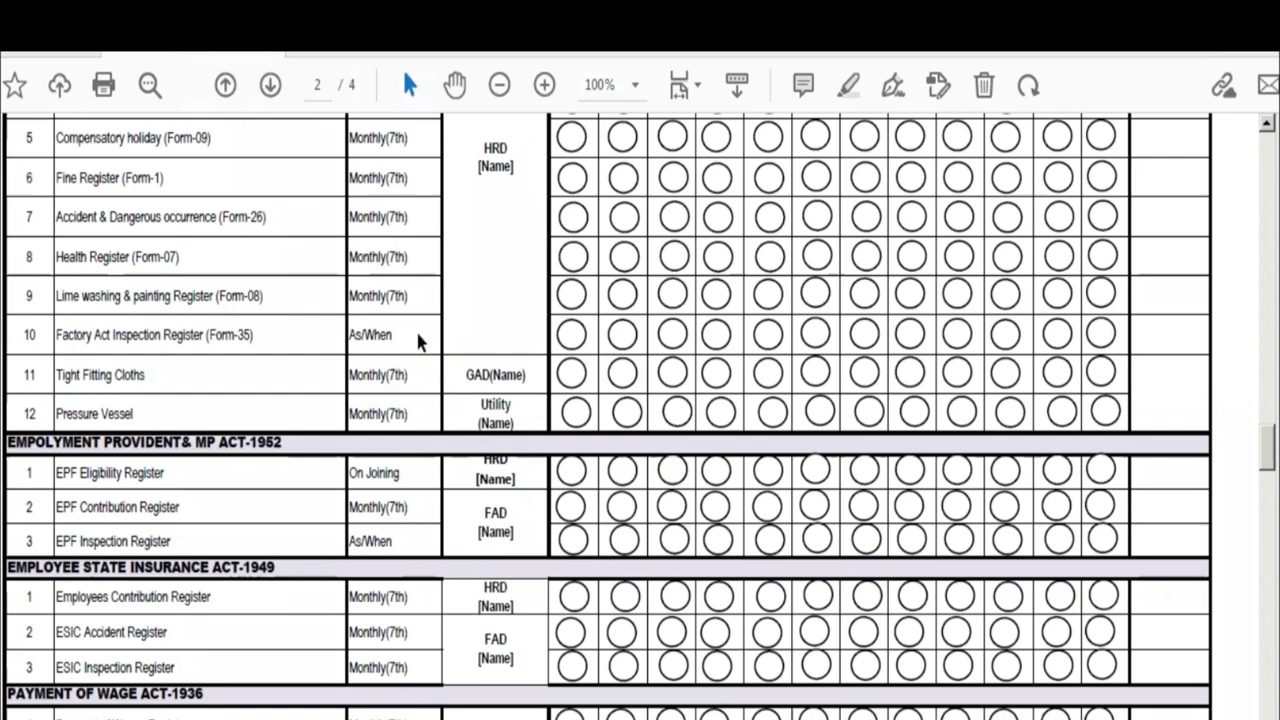 2 / 4 100%
5 Compensatory holiday (Form-09) Monthly(7th) HRD
[Name]
6 Fine Register (Form-1) Monthly(7th)
7 Accident & Dangerous occurrence (Form-26) Monthly(7th)
8 Health Register (Form-07) Monthly(7th)
9 Lime washing & painting Register (Form-08) Monthly(7th)
10 Factory Act Inspection Register (Form-35) As/When
11 Tight Fitting Cloths Monthly(7th) GAD(Name)
12 Pressure Vessel Monthly(7th) Utility
(Name)
EMPOLYMENT PROVIDENT& MP ACT-1952
1 EPF Eligibility Register On Joining HRD
[Name]
2 EPF Contribution Register Monthly(7th) FAD
[Name]
3 EPF Inspection Register As/When
EMPLOYEE STATE INSURANCE ACT-1949
1 Employees Contribution Register Monthly(7th) HRD
[Name]
2 ESIC Accident Register Monthly(7th) FAD
[Name]
3 ESIC Inspection Register Monthly(7th)
PAYMENT OF WAGE ACT-1936